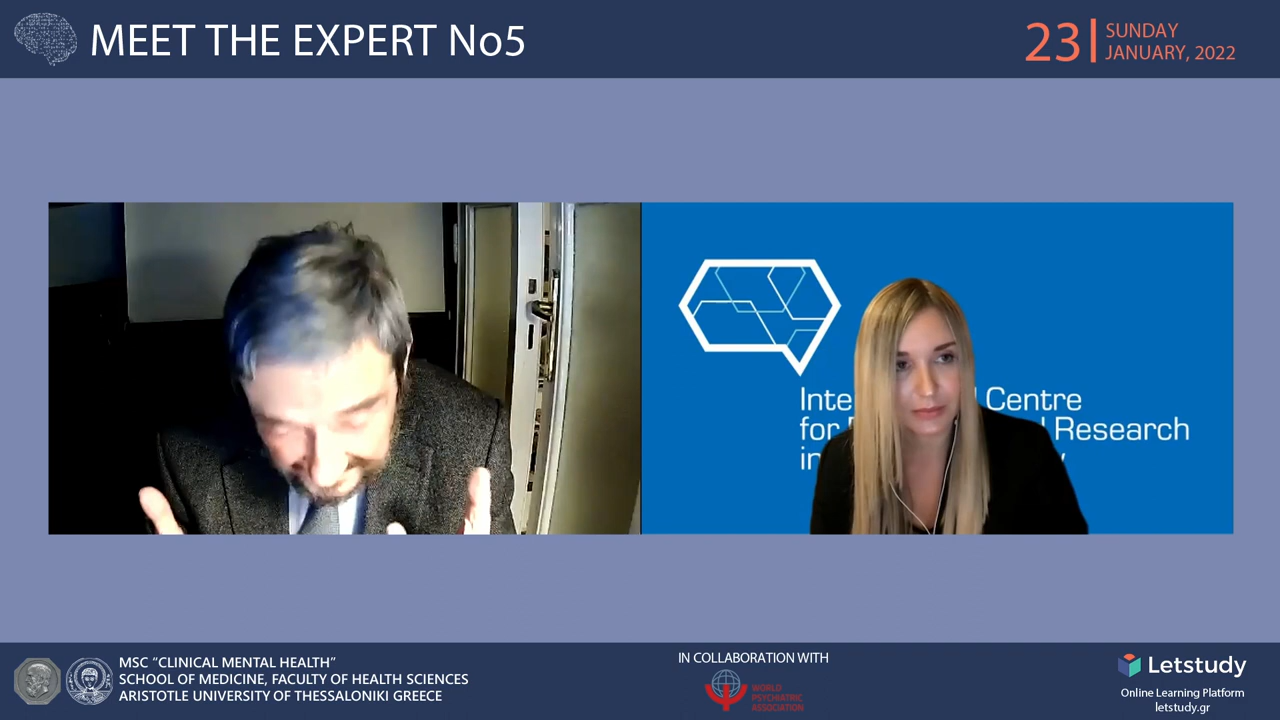 MEET THE EXPERT No5
23
SUNDAY
JANUARY, 2022
Inte Centre
for Research
in
MSC “CLINICAL MENTAL HEALTH”
SCHOOL OF MEDICINE, FACULTY OF HEALTH SCIENCES
ARISTOTLE UNIVERSITY OF THESSALONIKI GREECE
IN COLLABORATION WITH
WORLD
PSYCHIATRIC
ASSOCIATION
Letstudy
Online Learning Platform
letstudy.gr